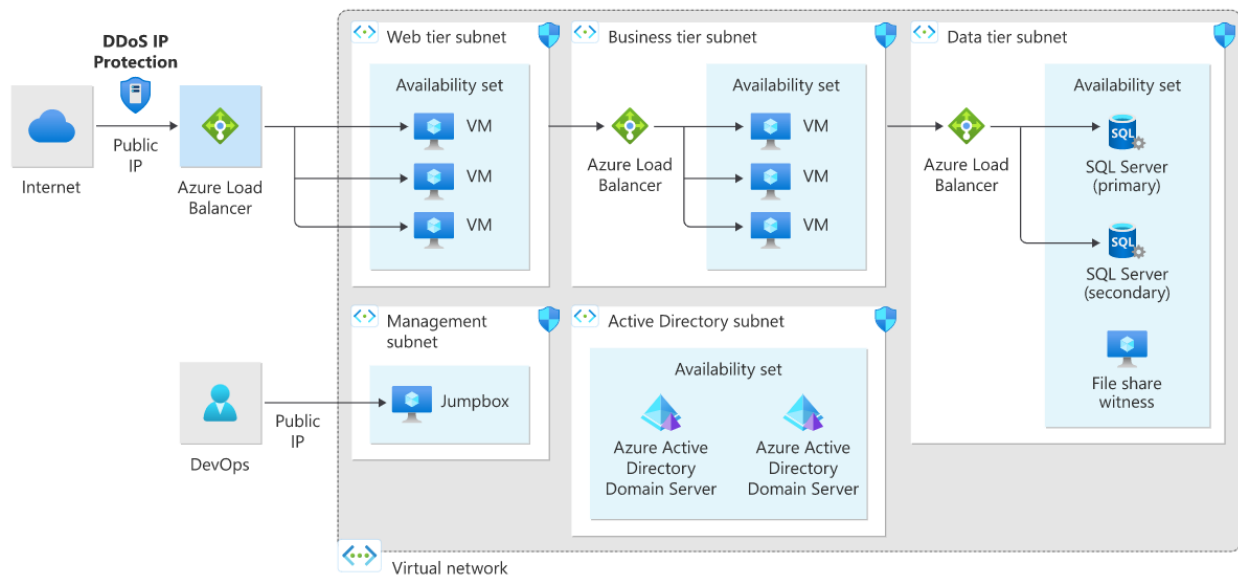 DDoS IP
Protection
Internet
Public
IP
Azure Load
Balancer
Web tier subnet
Availability set
VM
VM
VM
Business tier subnet
Azure Load
Balancer
Availability set
VM
VM
VM
Data tier subnet
Azure Load
Balancer
Availability set
SQL
SQL Server
(primary)
SQL
SQL Server
(secondary)
File share
witness
DevOps
Public
IP
Management
subnet
Jumpbox
Active Directory subnet
Availability set
Azure Active
Directory
Domain Server
Azure Active
Directory
Domain Server
Virtual network